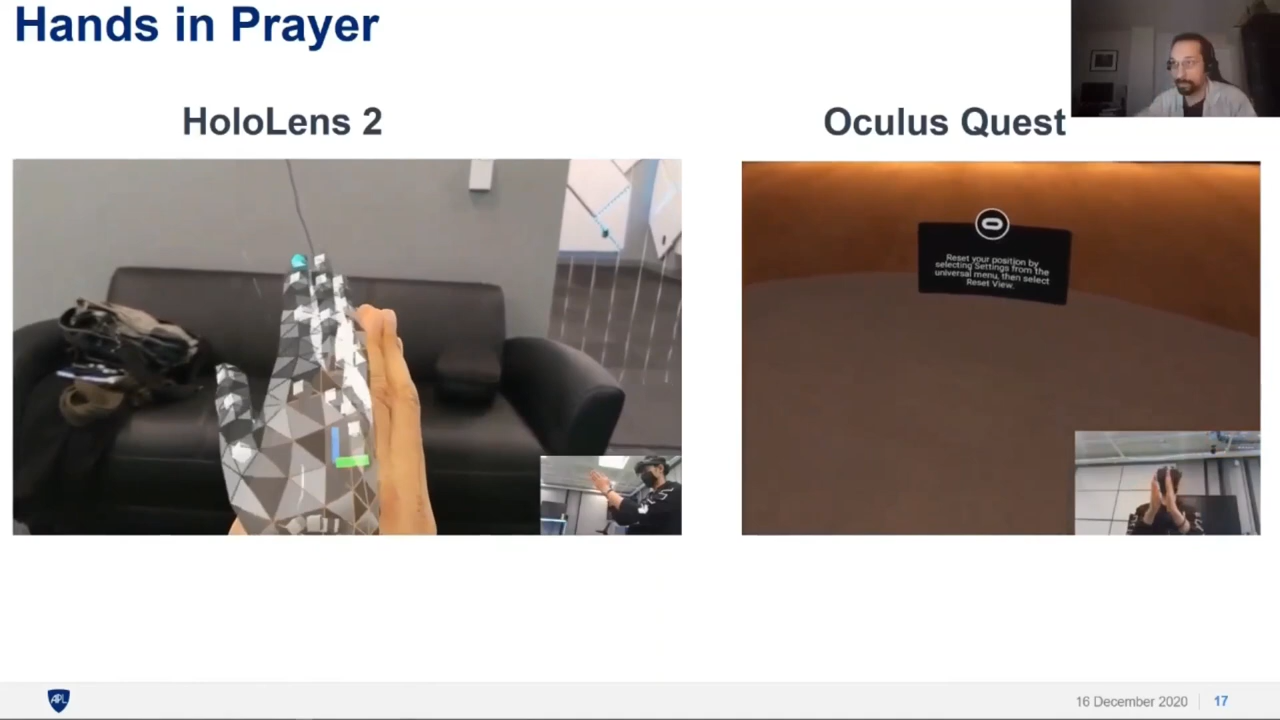 Hands in Prayer
HoloLens 2
Oculus Quest
Reset your position by
selecting Settings from the
universal menu, then select
Reset View.
APL
16 December 2020
17